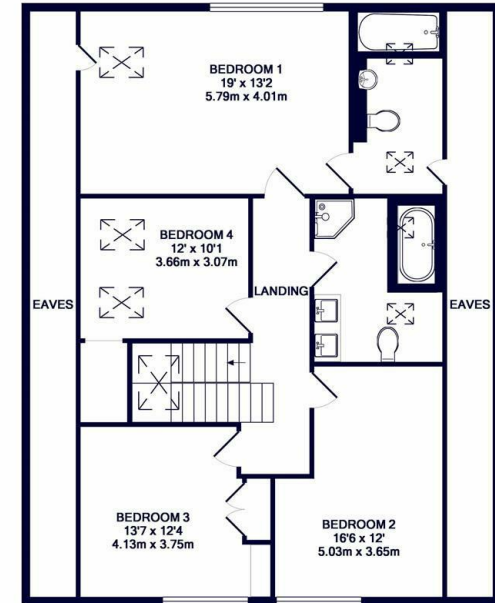 BEDROOM 1
19' x 13'2
5.79m x 4.01m
BEDROOM 4
12' x 10'1
3.66m x 3.07m
EAVES
LANDING
EAVES
BEDROOM 3
13'7 x 12'4
4.13m x 3.75m
BEDROOM 2
16'6 x 12'
5.03m x 3.65m